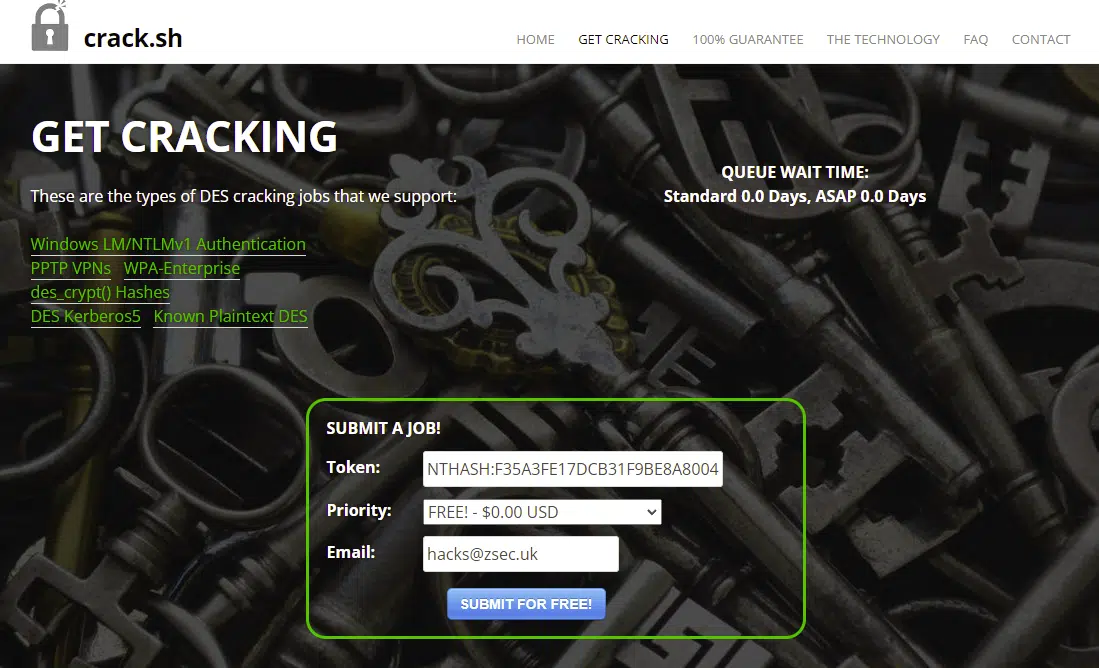 crack.sh
HOME GET CRACKING 100% GUARANTEE THE TECHNOLOGY FAQ CONTACT
GET CRACKING
These are the types of DES cracking jobs that we support:
Windows LM/NTLMv1 Authentication
PPTP VPNs WPA-Enterprise
des_crypt() Hashes
DES Kerberos5 Known Plaintext DES
QUEUE WAIT TIME:
Standard 0.0 Days, ASAP 0.0 Days
SUBMIT A JOB!
Token: NTHASH:F35A3FE17DCB31F9BE8A8004
Priority: FREE! - $0.00 USD
Email: hacks@zsec.uk
SUBMIT FOR FREE!